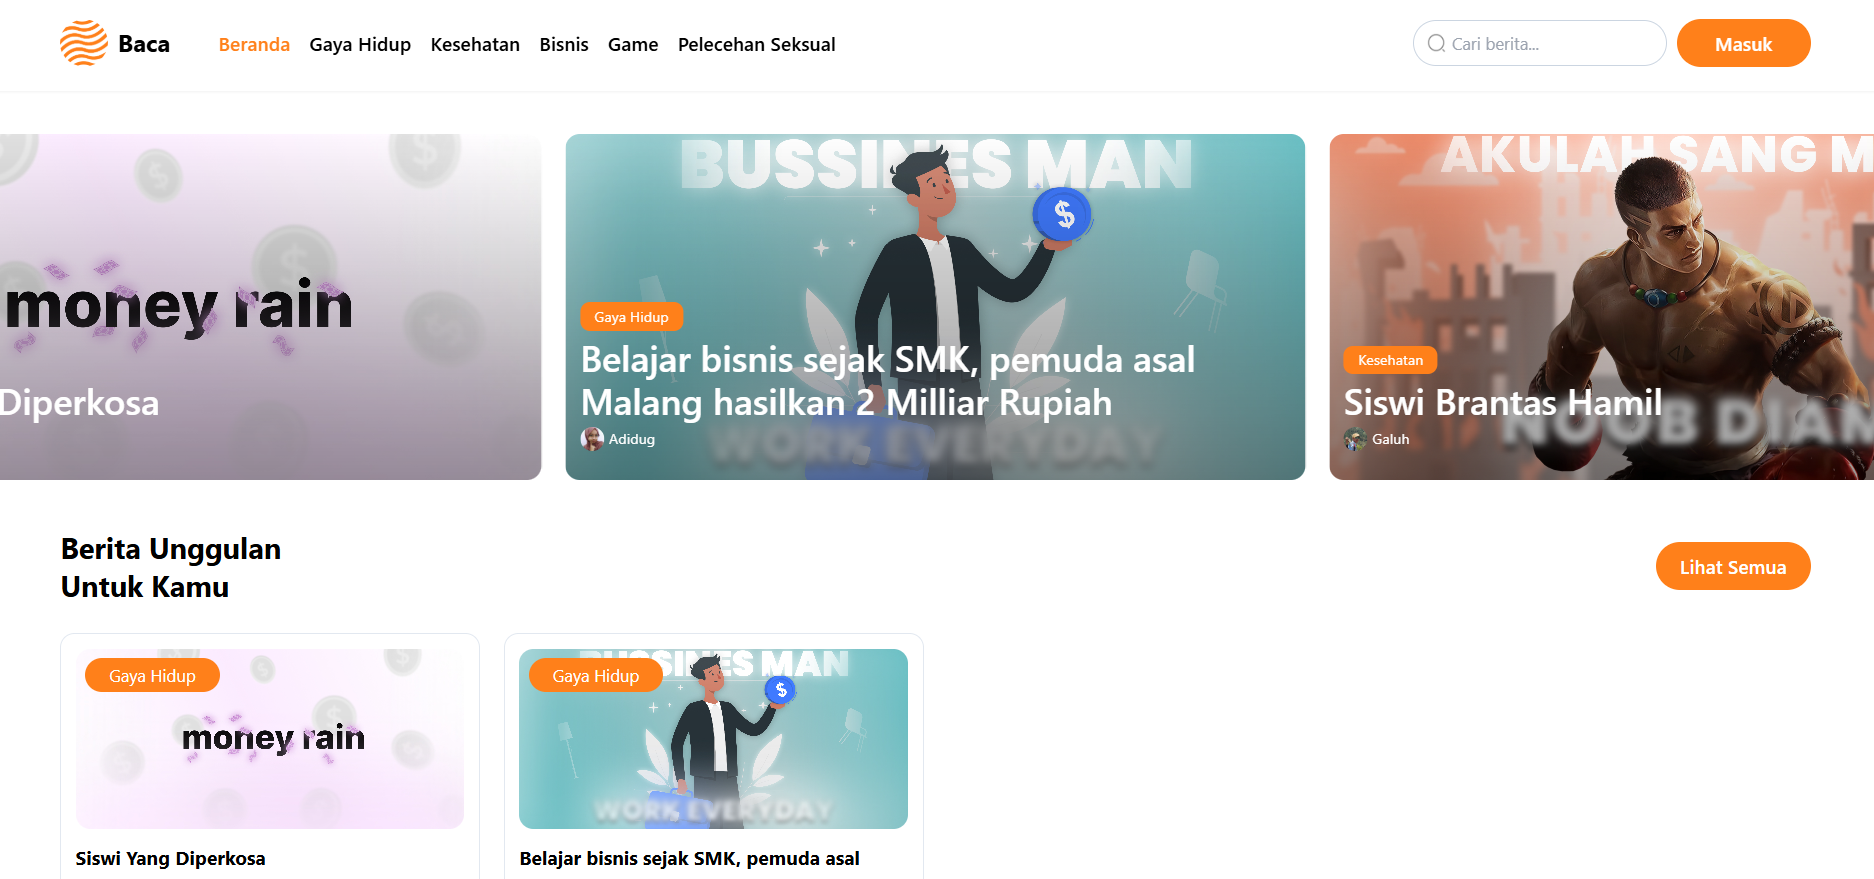 Baca
Beranda
Gaya Hidup
Kesehatan
Bisnis
Game
Pelecehan Seksual
Cari berita...
Masuk
money rain
Diperkosa
BUSSINES MAN
$
Gaya Hidup
Belajar bisnis sejak SMK, pemuda asal
Malang hasilkan 2 Milliar Rupiah
Adidug
WORK EVERYDAY
AKULAH SANG M
Kesehatan
Siswi Brantas Hamil
Galuh
NOOB DIAM
Berita Unggulan
Untuk Kamu
Lihat Semua
Gaya Hidup
money rain
Siswi Yang Diperkosa
Gaya Hidup
BUSSINES MAN
$
WORK EVERYDAY
Belajar bisnis sejak SMK, pemuda asal